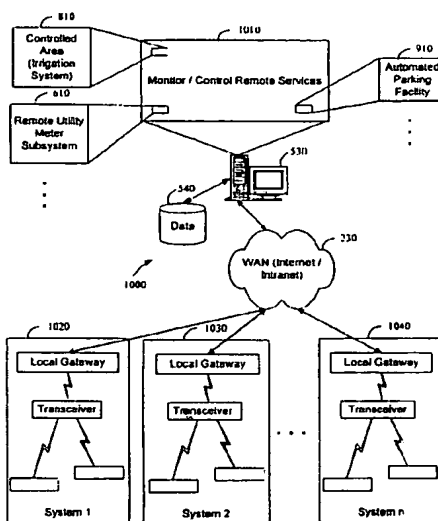 810
Controlled
Area
(Irrigation
System)
1010
Monitor / Control Remote Services
910
Automated
Parking
Facility
610
Remote Utility
Meter
Subsystem
530
540
Data
1000
230
WAN (Internet /
Intranet)
1020
Local Gateway
Transceiver
System 1
1030
Local Gateway
Transceiver
System 2
1040
Local Gateway
Transceiver
System n